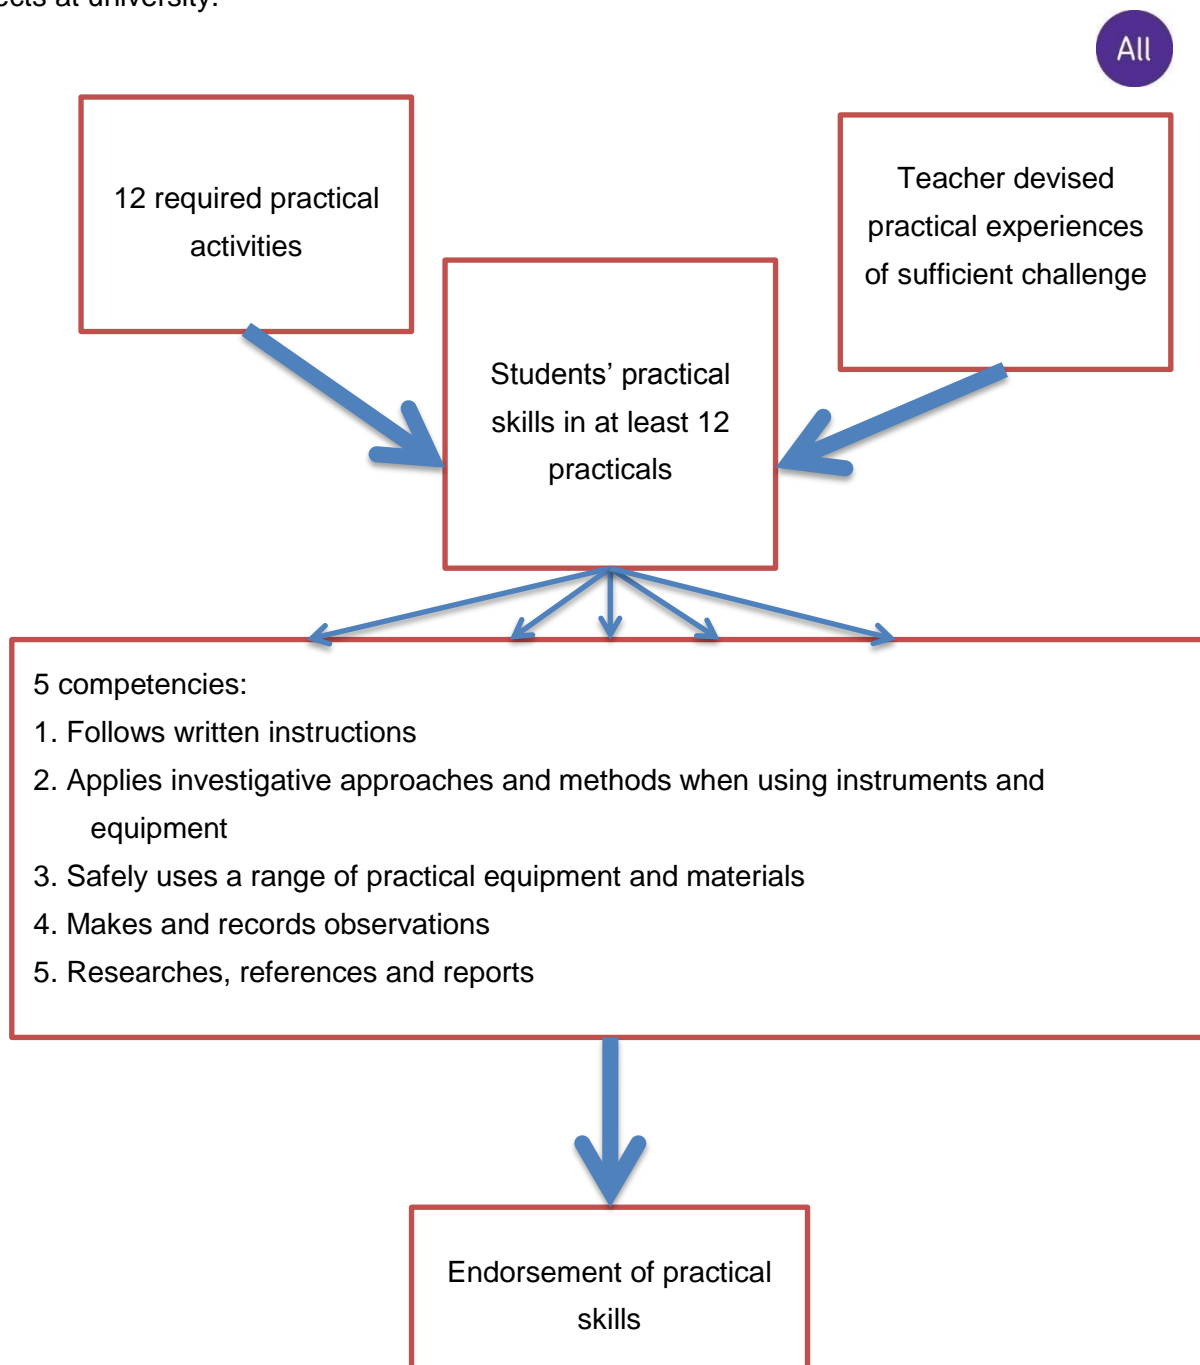 at university.
All
12 required practical
activities
Teacher devised
practical experiences
of sufficient challenge
Students’ practical
skills in at least 12
practicals
5 competencies:
1. Follows written instructions
2. Applies investigative approaches and methods when using instruments and
equipment
3. Safely uses a range of practical equipment and materials
4. Makes and records observations
5. Researches, references and reports
Endorsement of practical
skills